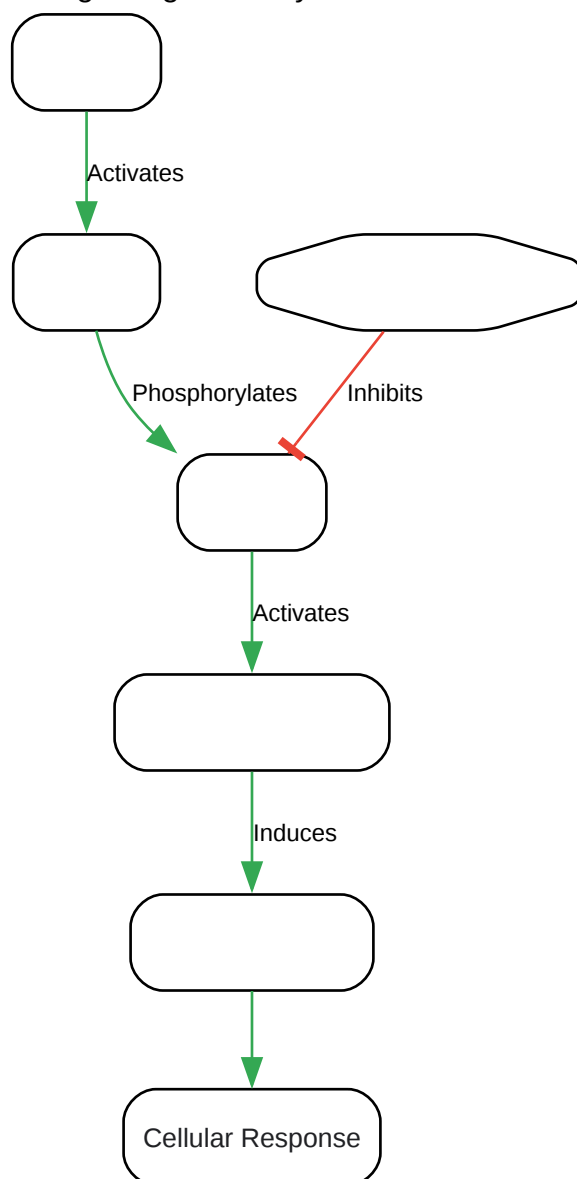 Activates
Phosphorylates
Inhibits
Activates
Induces
Cellular Response